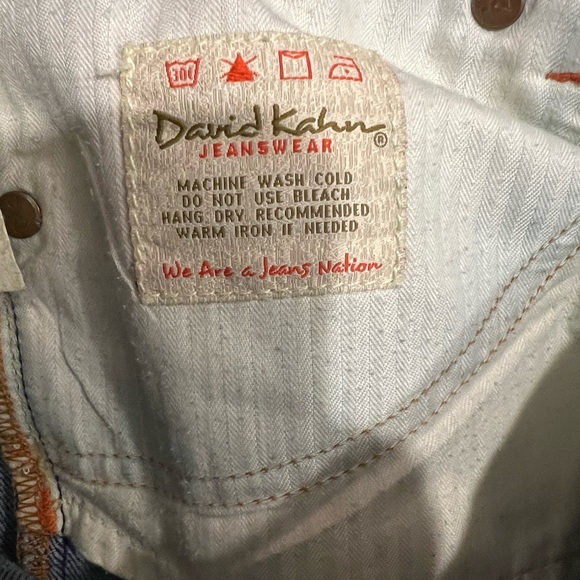 30C
David Kahn®
JEANSWEAR
MACHINE WASH COLD
DO NOT USE BLEACH
HANG DRY RECOMMENDED
WARM IRON IF NEEDED
We Are a Jeans Nation